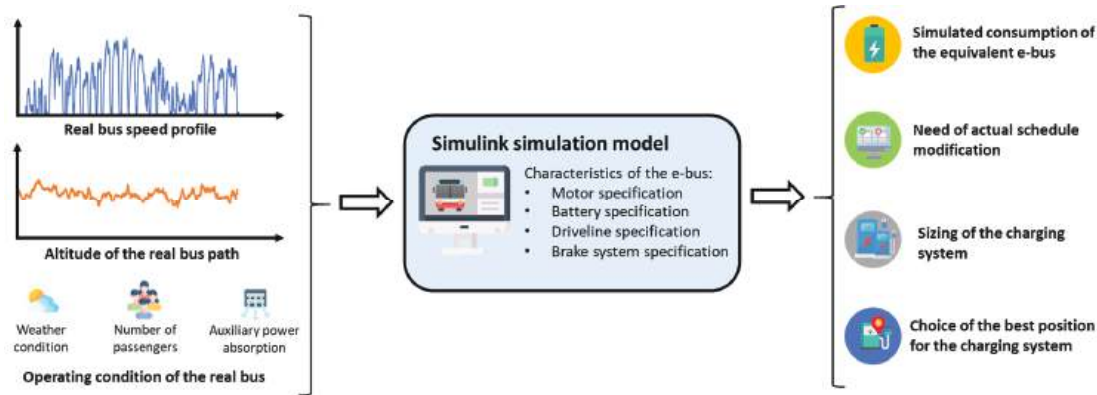 Real bus speed profile
Altitude of the real bus path
Weather
condition
Number of
passengers
Auxiliary power
absorption
Operating condition of the real bus
Simulink simulation model
Characteristics of the e-bus:
• Motor specification
• Battery specification
• Driveline specification
• Brake system specification
Simulated consumption of
the equivalent e-bus
Need of actual schedule
modification
Sizing of the charging
system
Choice of the best position
for the charging system